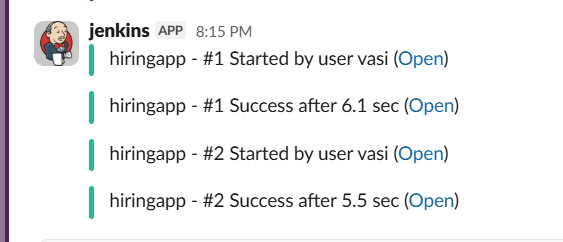 jenkins APP 8:15 PM
hiringapp - #1 Started by user vasi (Open)
hiringapp - #1 Success after 6.1 sec (Open)
hiringapp - #2 Started by user vasi (Open)
hiringapp - #2 Success after 5.5 sec (Open)